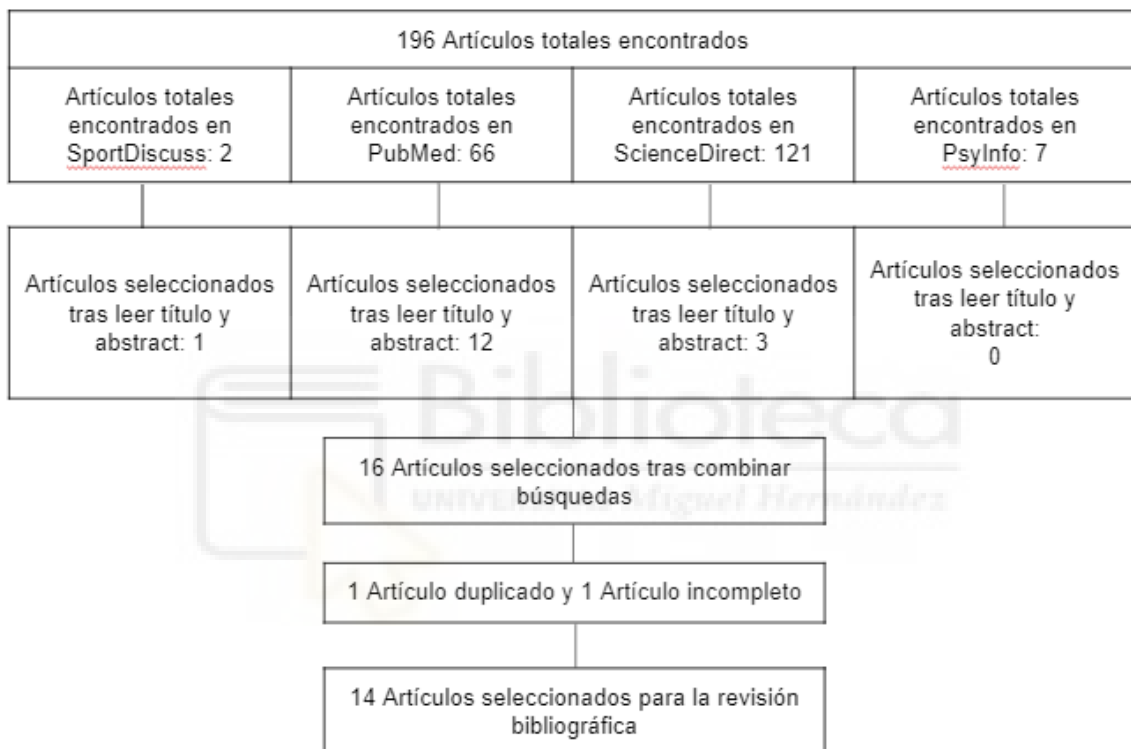 196 Artículos totales encontrados
Artículos totales
encontrados en
SportDiscuss: 2
Artículos totales
encontrados en
PubMed: 66
Artículos totales
encontrados en
ScienceDirect: 121
Artículos totales
encontrados en
PsyInfo: 7
Artículos seleccionados
tras leer título y
abstract: 1
Artículos seleccionados
tras leer título y
abstract: 12
Artículos seleccionados
tras leer título y
abstract: 3
Artículos seleccionados
tras leer título y
abstract:
0
Biblioteca
16 Artículos seleccionados tras combinar
búsquedas
UNIVERSITAS Miguel Hernández
1 Artículo duplicado y 1 Artículo incompleto
14 Artículos seleccionados para la revisión
bibliográfica